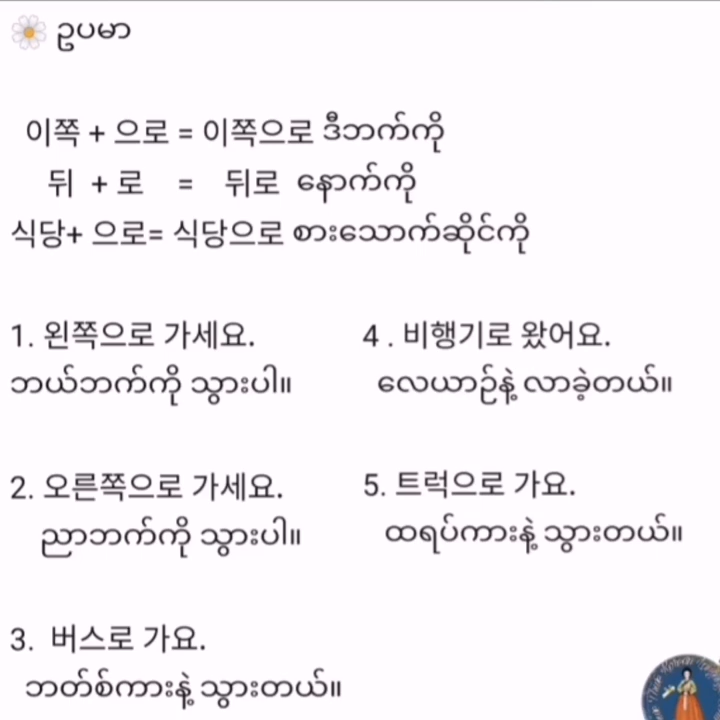 ဥပမာ
이쪽 + 으로 = 이쪽으로 ဒီဘက်ကို
뒤 + 로 = 뒤로 နောက်ကို
식당+ 으로= 식당으로 စားသောက်ဆိုင်ကို
1. 왼쪽으로 가세요.
ဘယ်ဘက်ကို သွားပါ။
2. 오른쪽으로 가세요.
ညာဘက်ကို သွားပါ။
3. 버스로 가요.
ဘတ်စ်ကားနဲ့ သွားတယ်။
4 . 비행기로 왔어요.
လေယာဉ်နဲ့ လာခဲ့တယ်။
5. 트럭으로 가요.
ထရပ်ကားနဲ့ သွားတယ်။